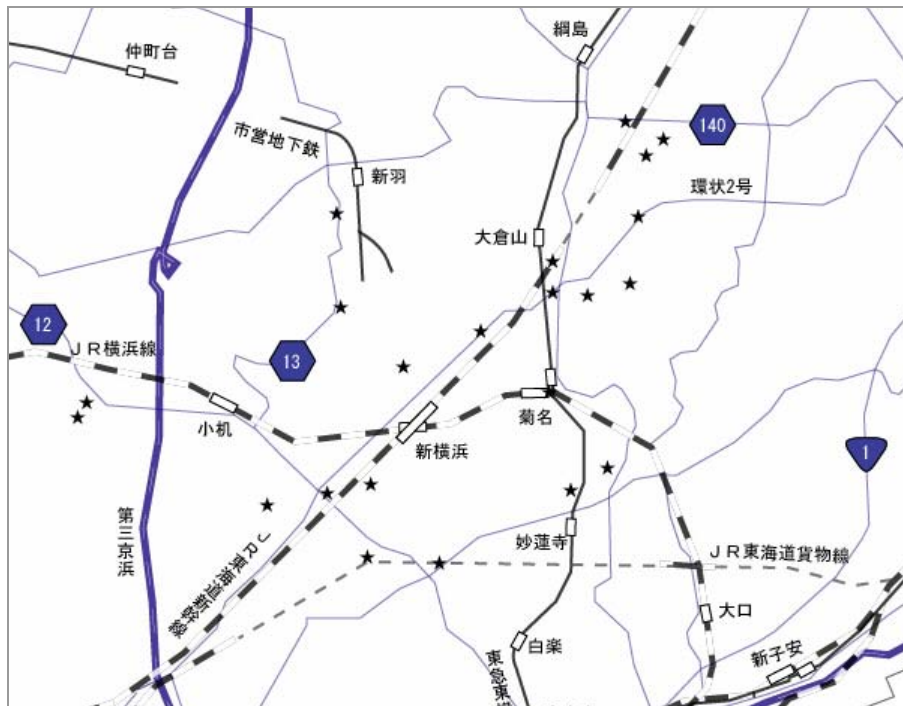 綱島
仲町台
140
市営地下鉄
新羽
環状2号
大倉山
12
13
JR横浜線
小机
新横浜
菊名
1
第三京浜
JR東海道新幹線
妙蓮寺
JR東海道貨物線
大口
白楽
新子安
東急東